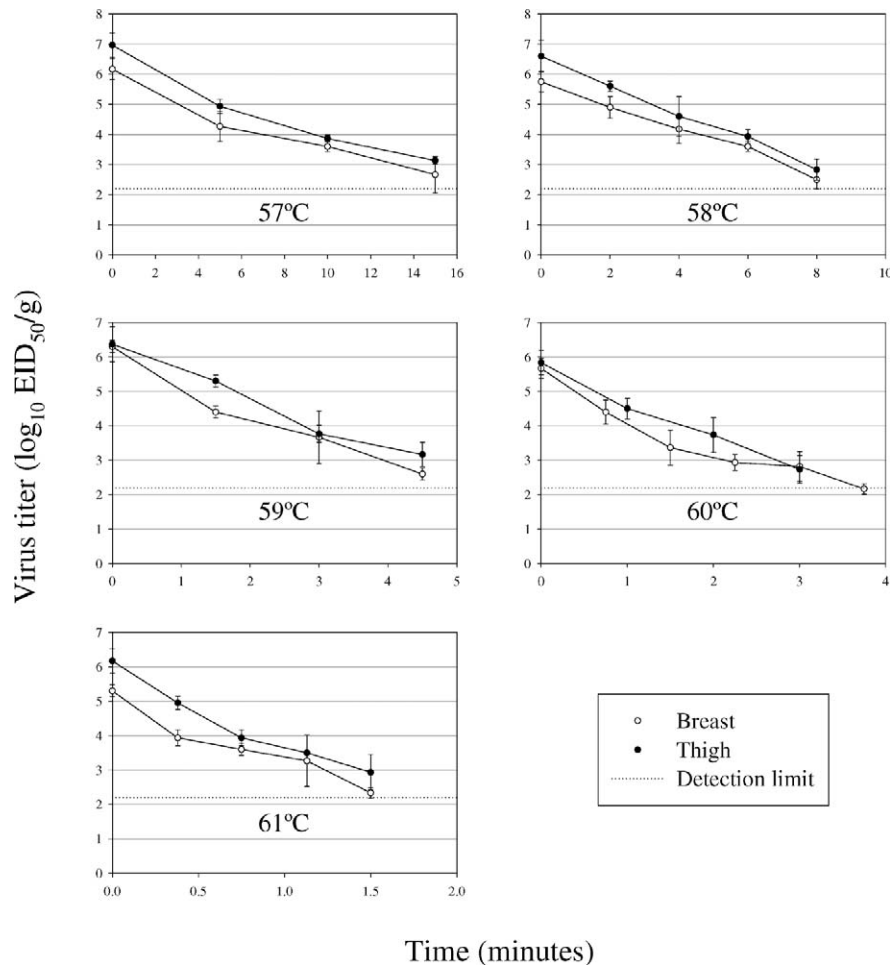 Virus titer (log₁₀ EID₅₀/g)
8
7
6
5
4
3
2
1
0
57ºC
0 2 4 6 8 10 12 14 16
8
7
6
5
4
3
2
1
0
58ºC
0 2 4 6 8 10
7
6
5
4
3
2
1
0
59ºC
0 1 2 3 4 5
7
6
5
4
3
2
1
0
60ºC
0 1 2 3 4
7
6
5
4
3
2
1
0
61ºC
0.0 0.5 1.0 1.5 2.0
Breast
Thigh
Detection limit
Time (minutes)